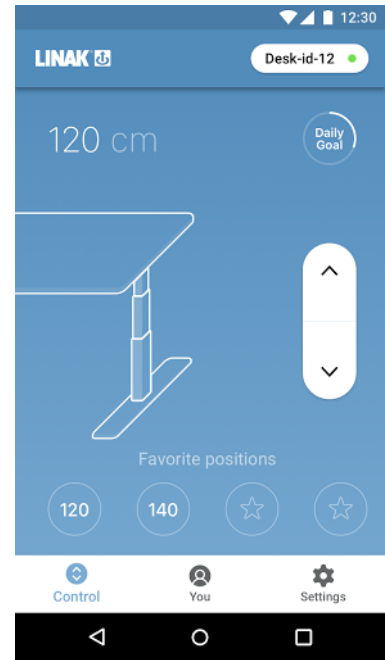 12:30
LINAK
Desk-id-12
120 cm
Daily
Goal
Favorite positions
120 140
Control You Settings